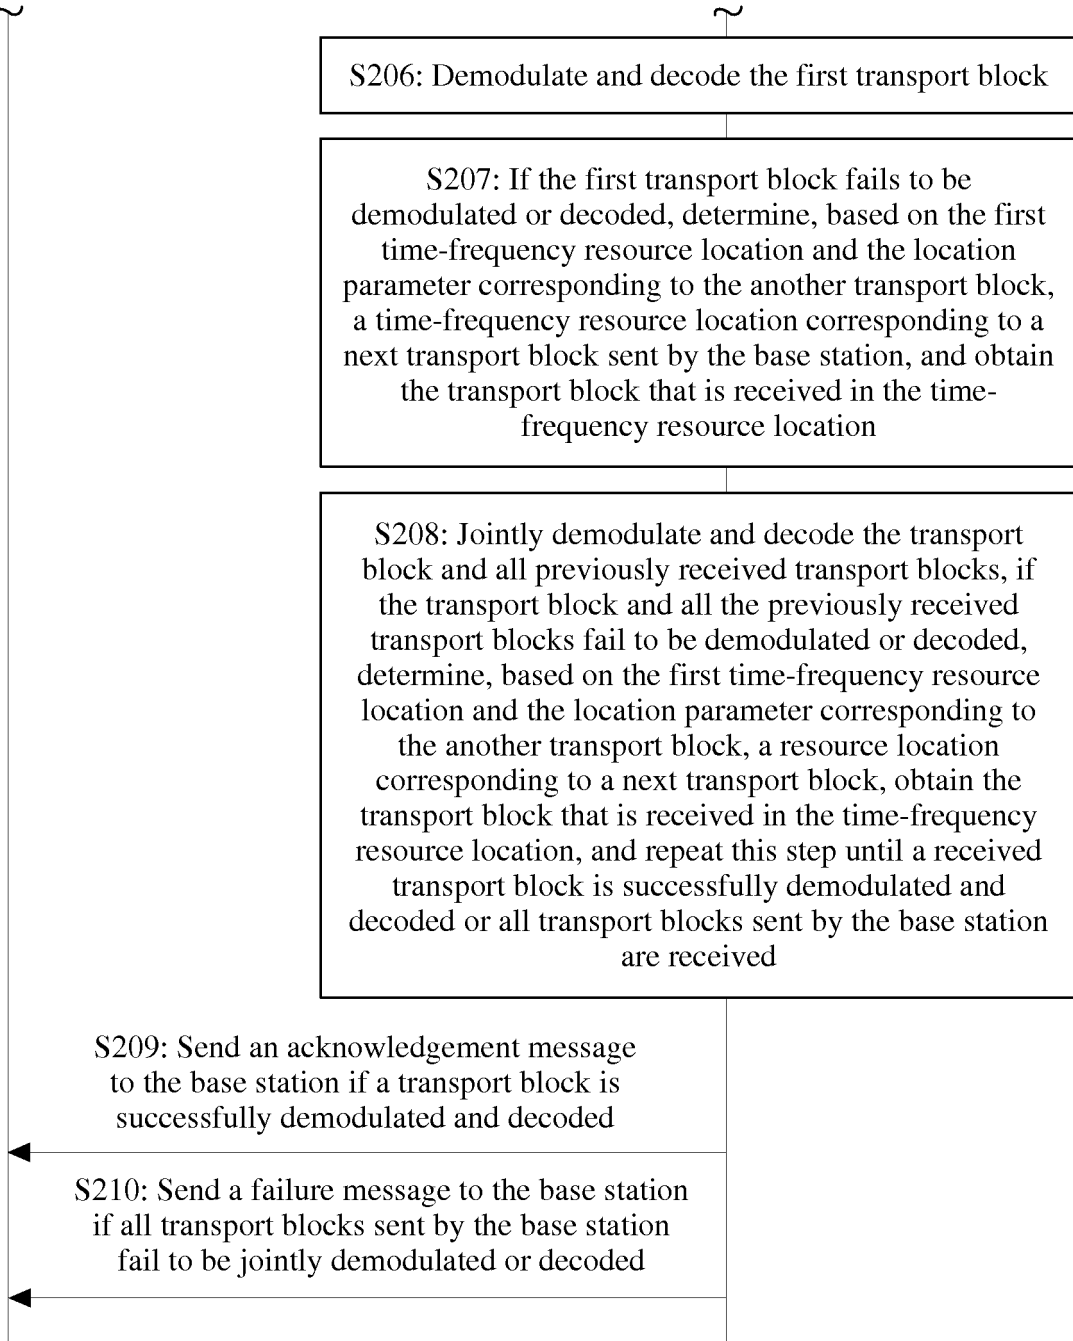 S206: Demodulate and decode the first transport block
S207: If the first transport block fails to be
demodulated or decoded, determine, based on the first
time-frequency resource location and the location
parameter corresponding to the another transport block,
a time-frequency resource location corresponding to a
next transport block sent by the base station, and obtain
the transport block that is received in the time-
frequency resource location
S208: Jointly demodulate and decode the transport
block and all previously received transport blocks, if
the transport block and all the previously received
transport blocks fail to be demodulated or decoded,
determine, based on the first time-frequency resource
location and the location parameter corresponding to
the another transport block, a resource location
corresponding to a next transport block, obtain the
transport block that is received in the time-frequency
resource location, and repeat this step until a received
transport block is successfully demodulated and
decoded or all transport blocks sent by the base station
are received
S209: Send an acknowledgement message
to the base station if a transport block is
successfully demodulated and decoded
S210: Send a failure message to the base station
if all transport blocks sent by the base station
fail to be jointly demodulated or decoded